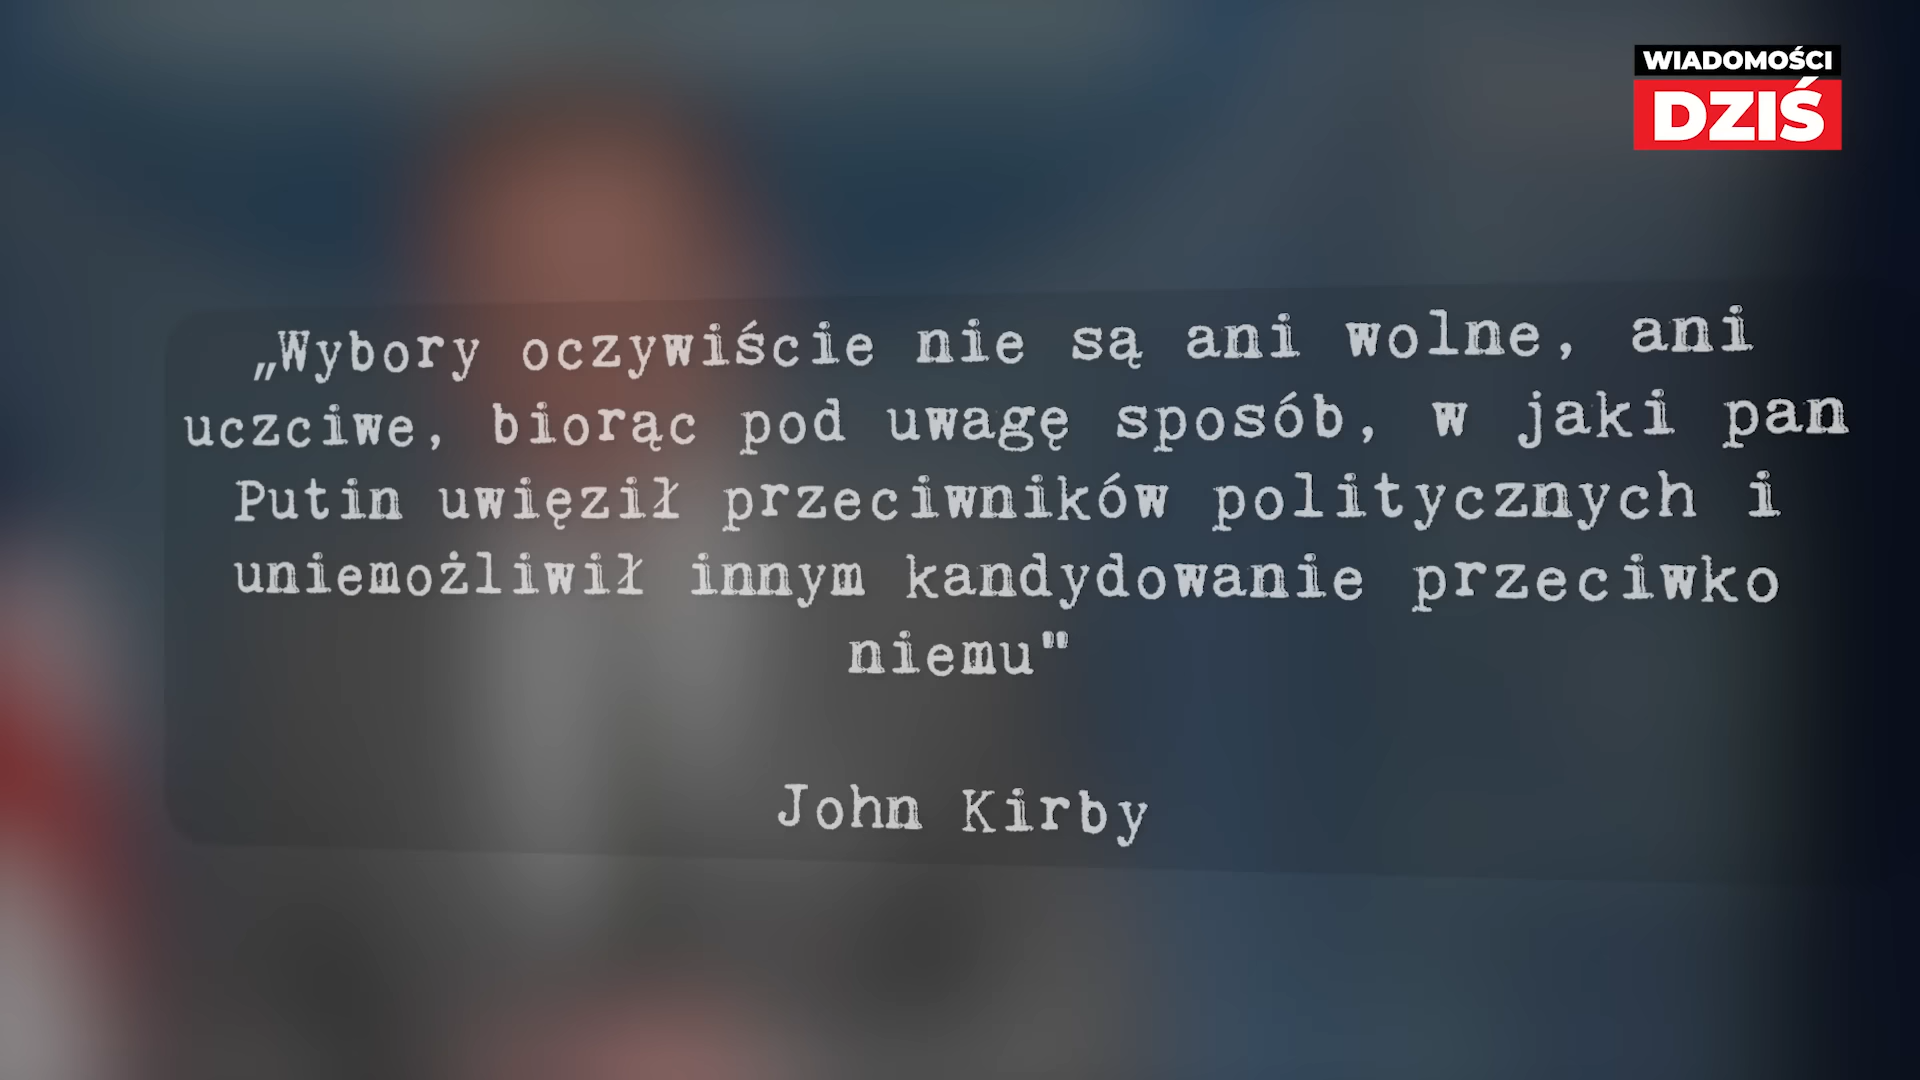 WIADOMOŚCI
DZIŚ
„Wybory oczywiście nie są ani wolne, ani
uczciwe, biorąc pod uwagę sposób, w jaki pan
Putin uwięził przeciwników politycznych i
uniemożliwił innym kandydowanie przeciwko
niemu"
John Kirby